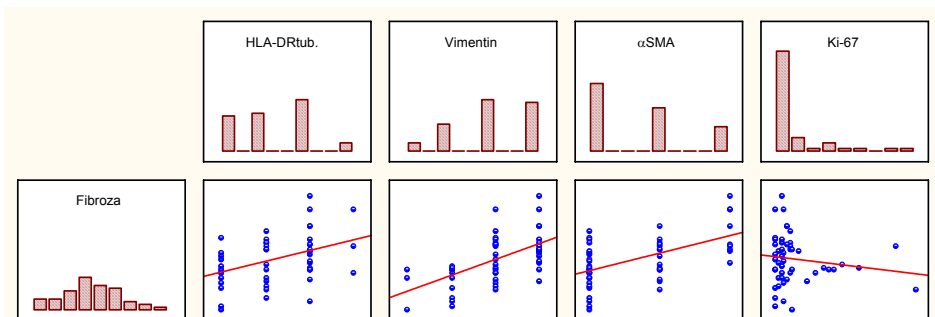 HLA-DRtub.
Vimentin
αSMA
Ki-67
Fibroza